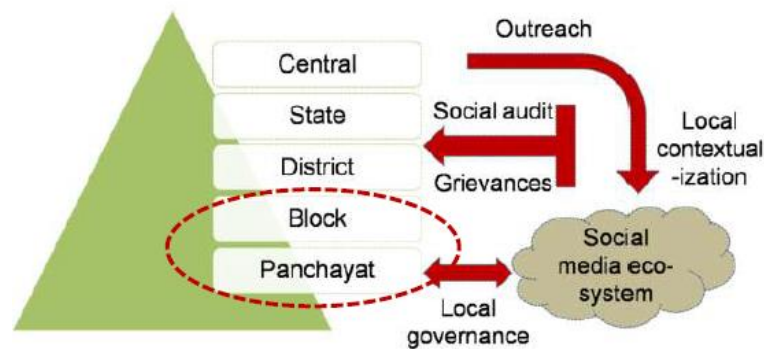 Outreach
Central
State
Social audit
Local
contextual
-ization
District
Grievances
Block
Panchayat
Social
media eco-
system
Local
governance